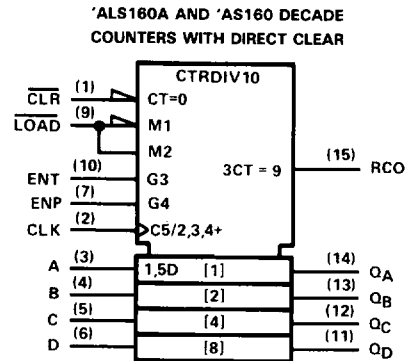 'ALS160A AND 'AS160 DECADE
COUNTERS WITH DIRECT CLEAR
CTRDIV10
CLR (1) CT=0
LOAD (9) M1
M2
(10) ENT G3
3CT = 9 (15) RCO
ENP (7) G4
CLK (2) C5/2,3,4+
A (3) 1,5D [1] (14) QA
B (4) [2] (13) QB
C (5) [4] (12) QC
D (6) [8] (11) QD